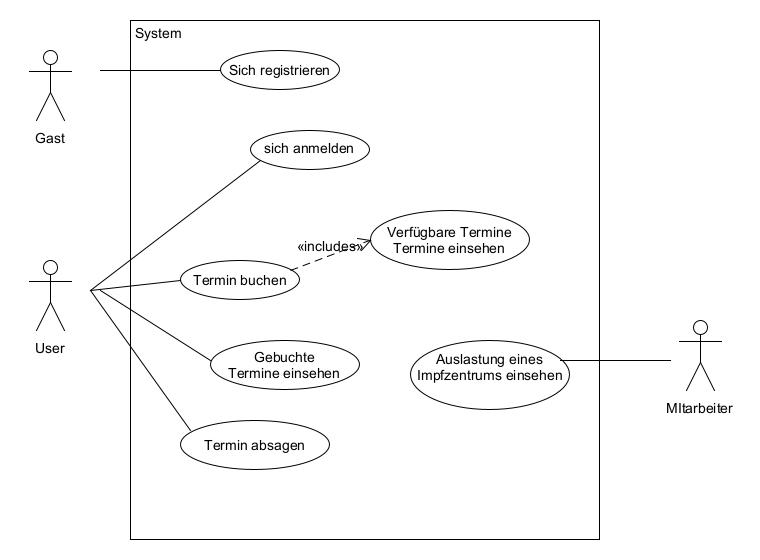 System
Sich registrieren
Gast
sich anmelden
Verfügbare Termine
Termine einsehen
«includes»
Termin buchen
User
Gebuchte
Termine einsehen
Auslastung eines
Impfzentrums einsehen
MItarbeiter
Termin absagen